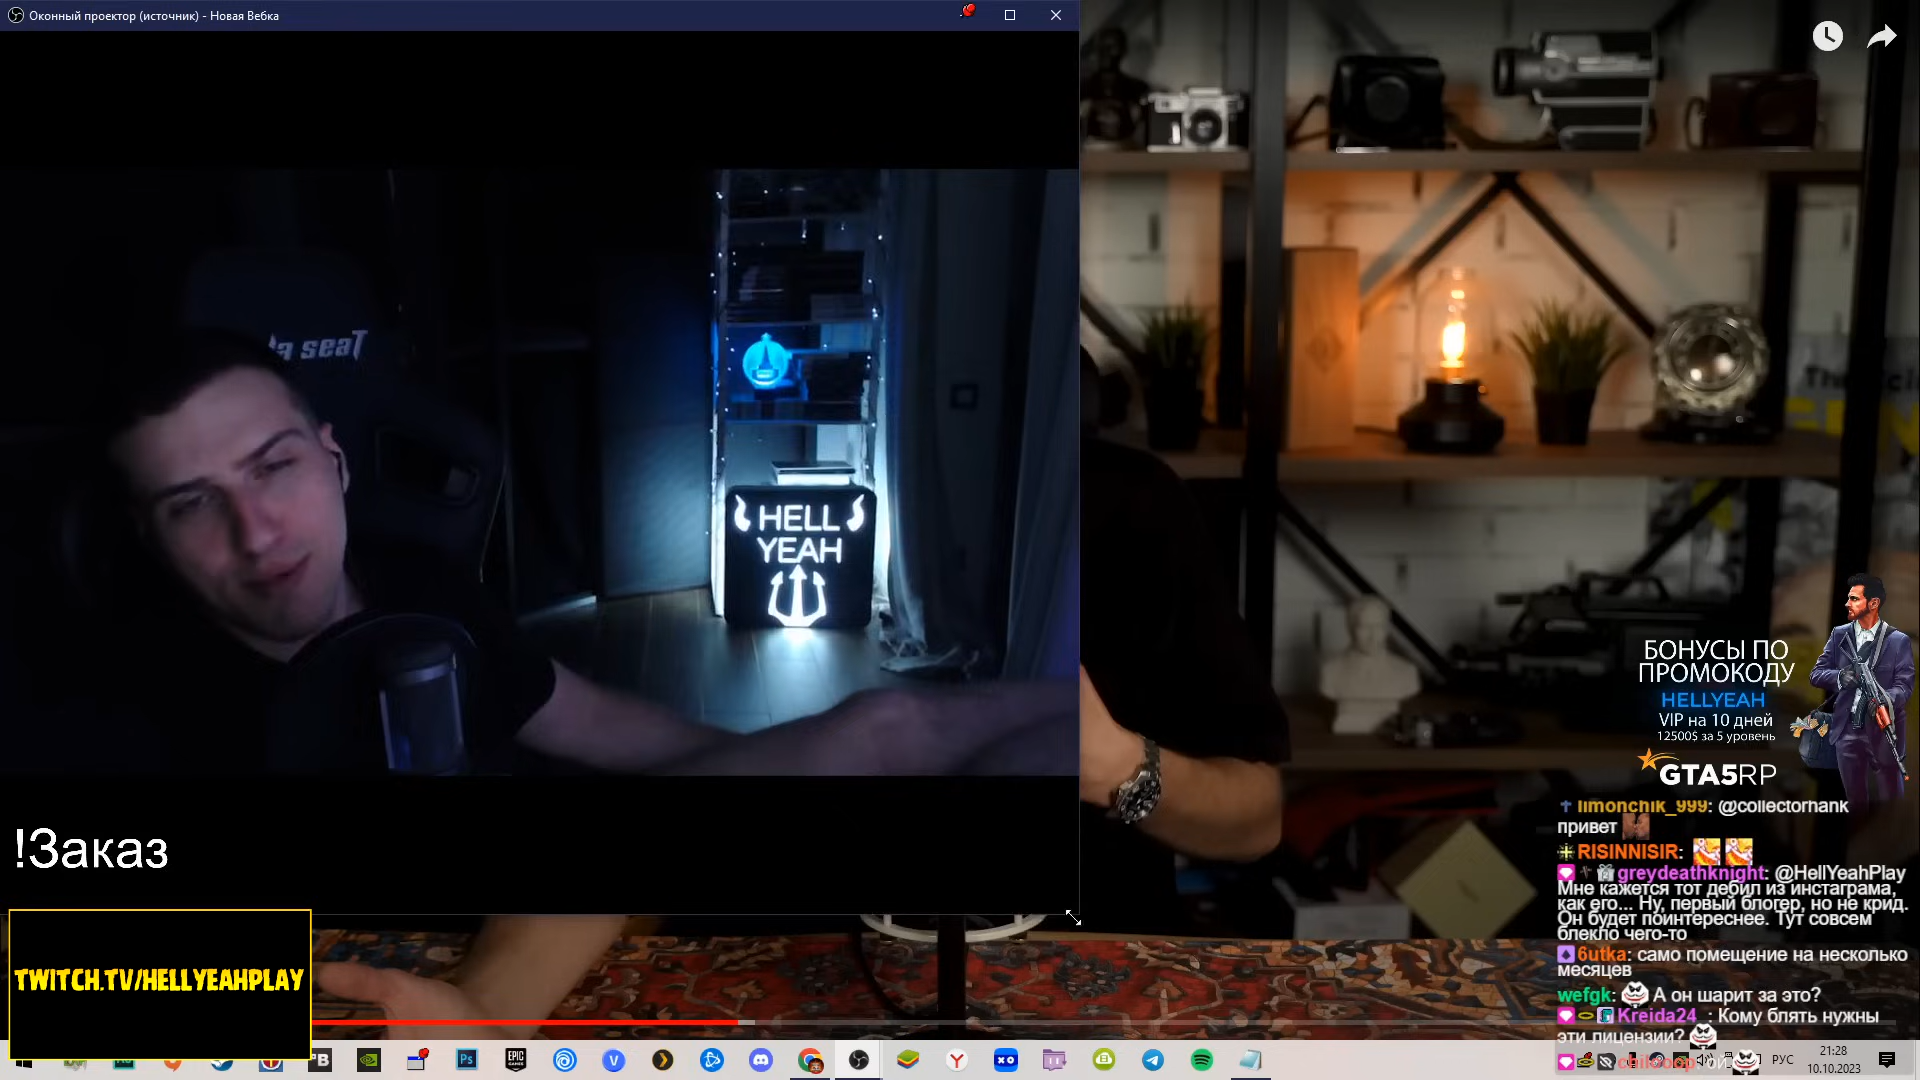 Оконный проектор (источник) - Новая Вебка
a seaT
HELL
YEAH
!Заказ
TWITCH.TV/HELLYEAHPLAY
БОНУСЫ ПО
ПРОМОКОДУ
HELLYEAH
VIP на 10 дней
12500$ за 5 уровень
GTA5RP
limonchik_999: @collectorhank
привет
RISINNISIR:
greydeathknight: @HellYeahPlay
Мне кажется тот дебил из инстаграма,
как его... Ну, первый блогер, но не крид.
Он будет поинтереснее. Тут совсем
блекло чего-то
6utka: само помещение на несколько
месяцев
wefgk: А он шарит за это?
Kreida24 : Кому блять нужны
эти лицензии?
РУС
21:28
10.10.2023